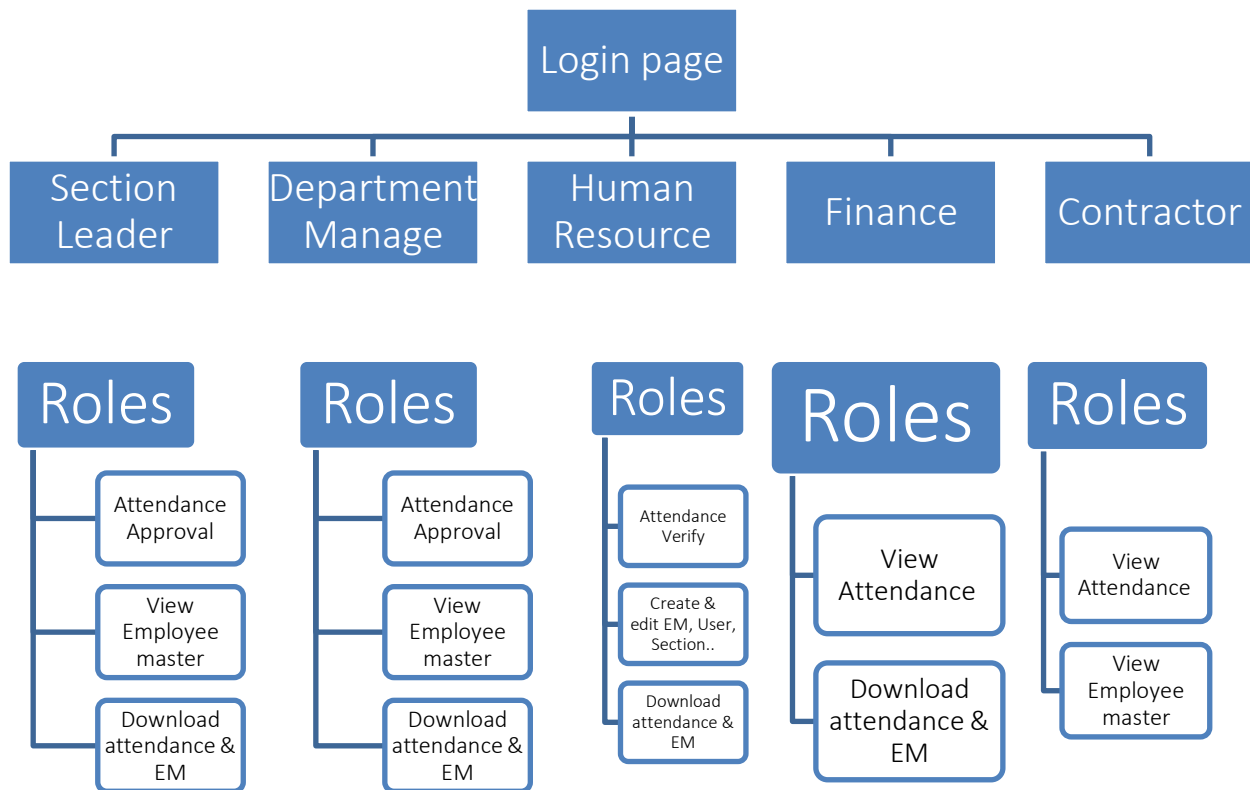 Login page
Section
Leader
Department
Manage
Human
Resource
Finance
Contractor
Roles
Attendance
Approval
View
Employee
master
Download
attendance &
EM
Roles
Attendance
Approval
View
Employee
master
Download
attendance &
EM
Roles
Attendance
Verify
Create &
edit EM, User,
Section..
Download
attendance &
EM
Roles
View
Attendance
Download
attendance &
EM
Roles
View
Attendance
View
Employee
master